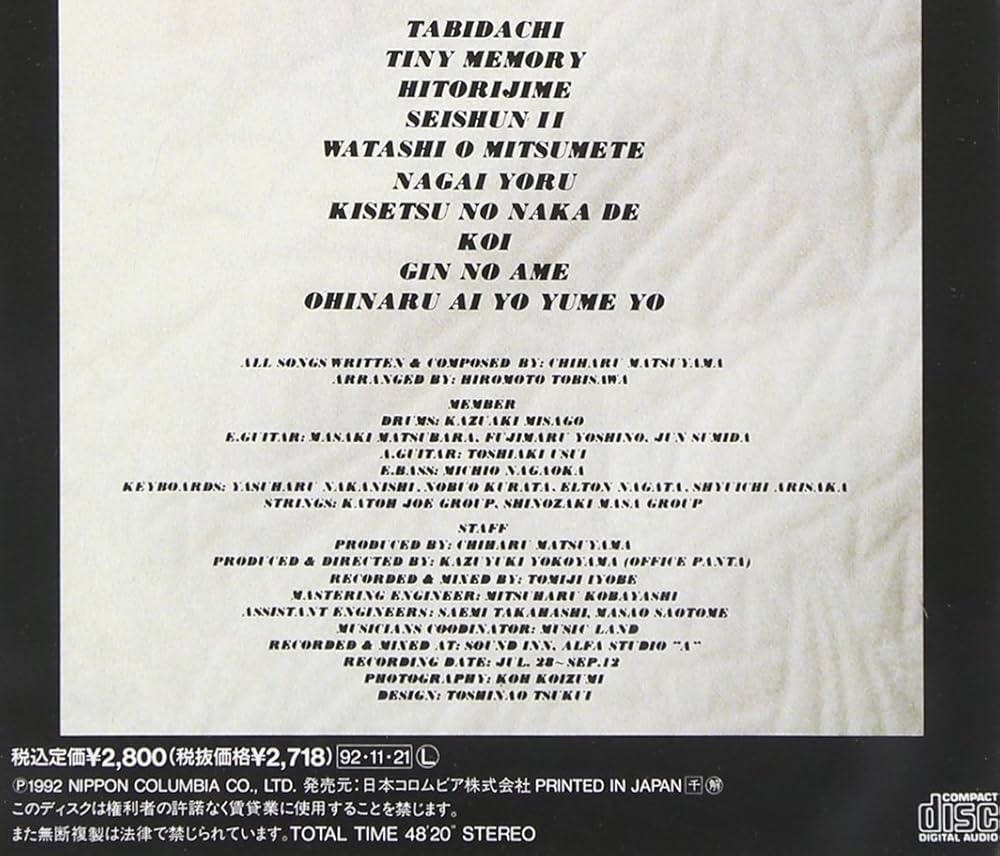 TABIDACHI
TINY MEMORY
HITORIJIME
SEISHUN II
WATASHI O MITSUMETE
NAGAI YORU
KISETSU NO NAKA DE
KOI
GIN NO AME
OHINARU AI YO YUME YO
ALL SONGS WRITTEN & COMPOSED BY: CHIHARU MATSUYAMA
ARRANGED BY: HIROMOTO TOBISAWA
MEMBER
DRUMS: KAZUAKI MISAGO
E.GUITAR: MASAKI MATSUBARA, FUJIMARU YOSHINO, JUN SUMIDA
A.GUITAR: TOSHIAKI USUI
E.BASS: MICHIO NAGAOKA
KEYBOARDS: YASUHARU NAKANISHI, NOBUO KURATA, ELTON NAGATA, SHYUICHI ARISAKA
STRINGS: KATOH JOE GROUP, SHINOZAKI MASA GROUP
STAFF
PRODUCED BY: CHIHARU MATSUYAMA
PRODUCED & DIRECTED BY: KAZUYUKI YOKOYAMA (OFFICE PANTA)
RECORDED & MIXED BY: TOMIJI IYOBE
MASTERING ENGINEER: MITSUHARU KOBAYASHI
ASSISTANT ENGINEERS: SAEMI TAKAHASHI, MASAO SAOTOME
MUSICIANS COODINATOR: MUSIC LAND
RECORDED & MIXED AT: SOUND INN, ALFA STUDIO "A"
RECORDING DATE: JUL. 28~SEP.12
PHOTOGRAPHY: KOH KOIZUMI
DESIGN: TOSHINAO TSUKUI
税込定価¥2,800(税抜価格¥2,718) 92・11・21 Ⓛ
Ⓟ1992 NIPPON COLUMBIA CO., LTD. 発売元:日本コロムビア株式会社 PRINTED IN JAPAN 干 解
このディスクは権利者の許諾なく賃貸業に使用することを禁じます。
また無断複製は法律で禁じられています。TOTAL TIME 48'20" STEREO
COMPACT
disc
DIGITAL AUDIO